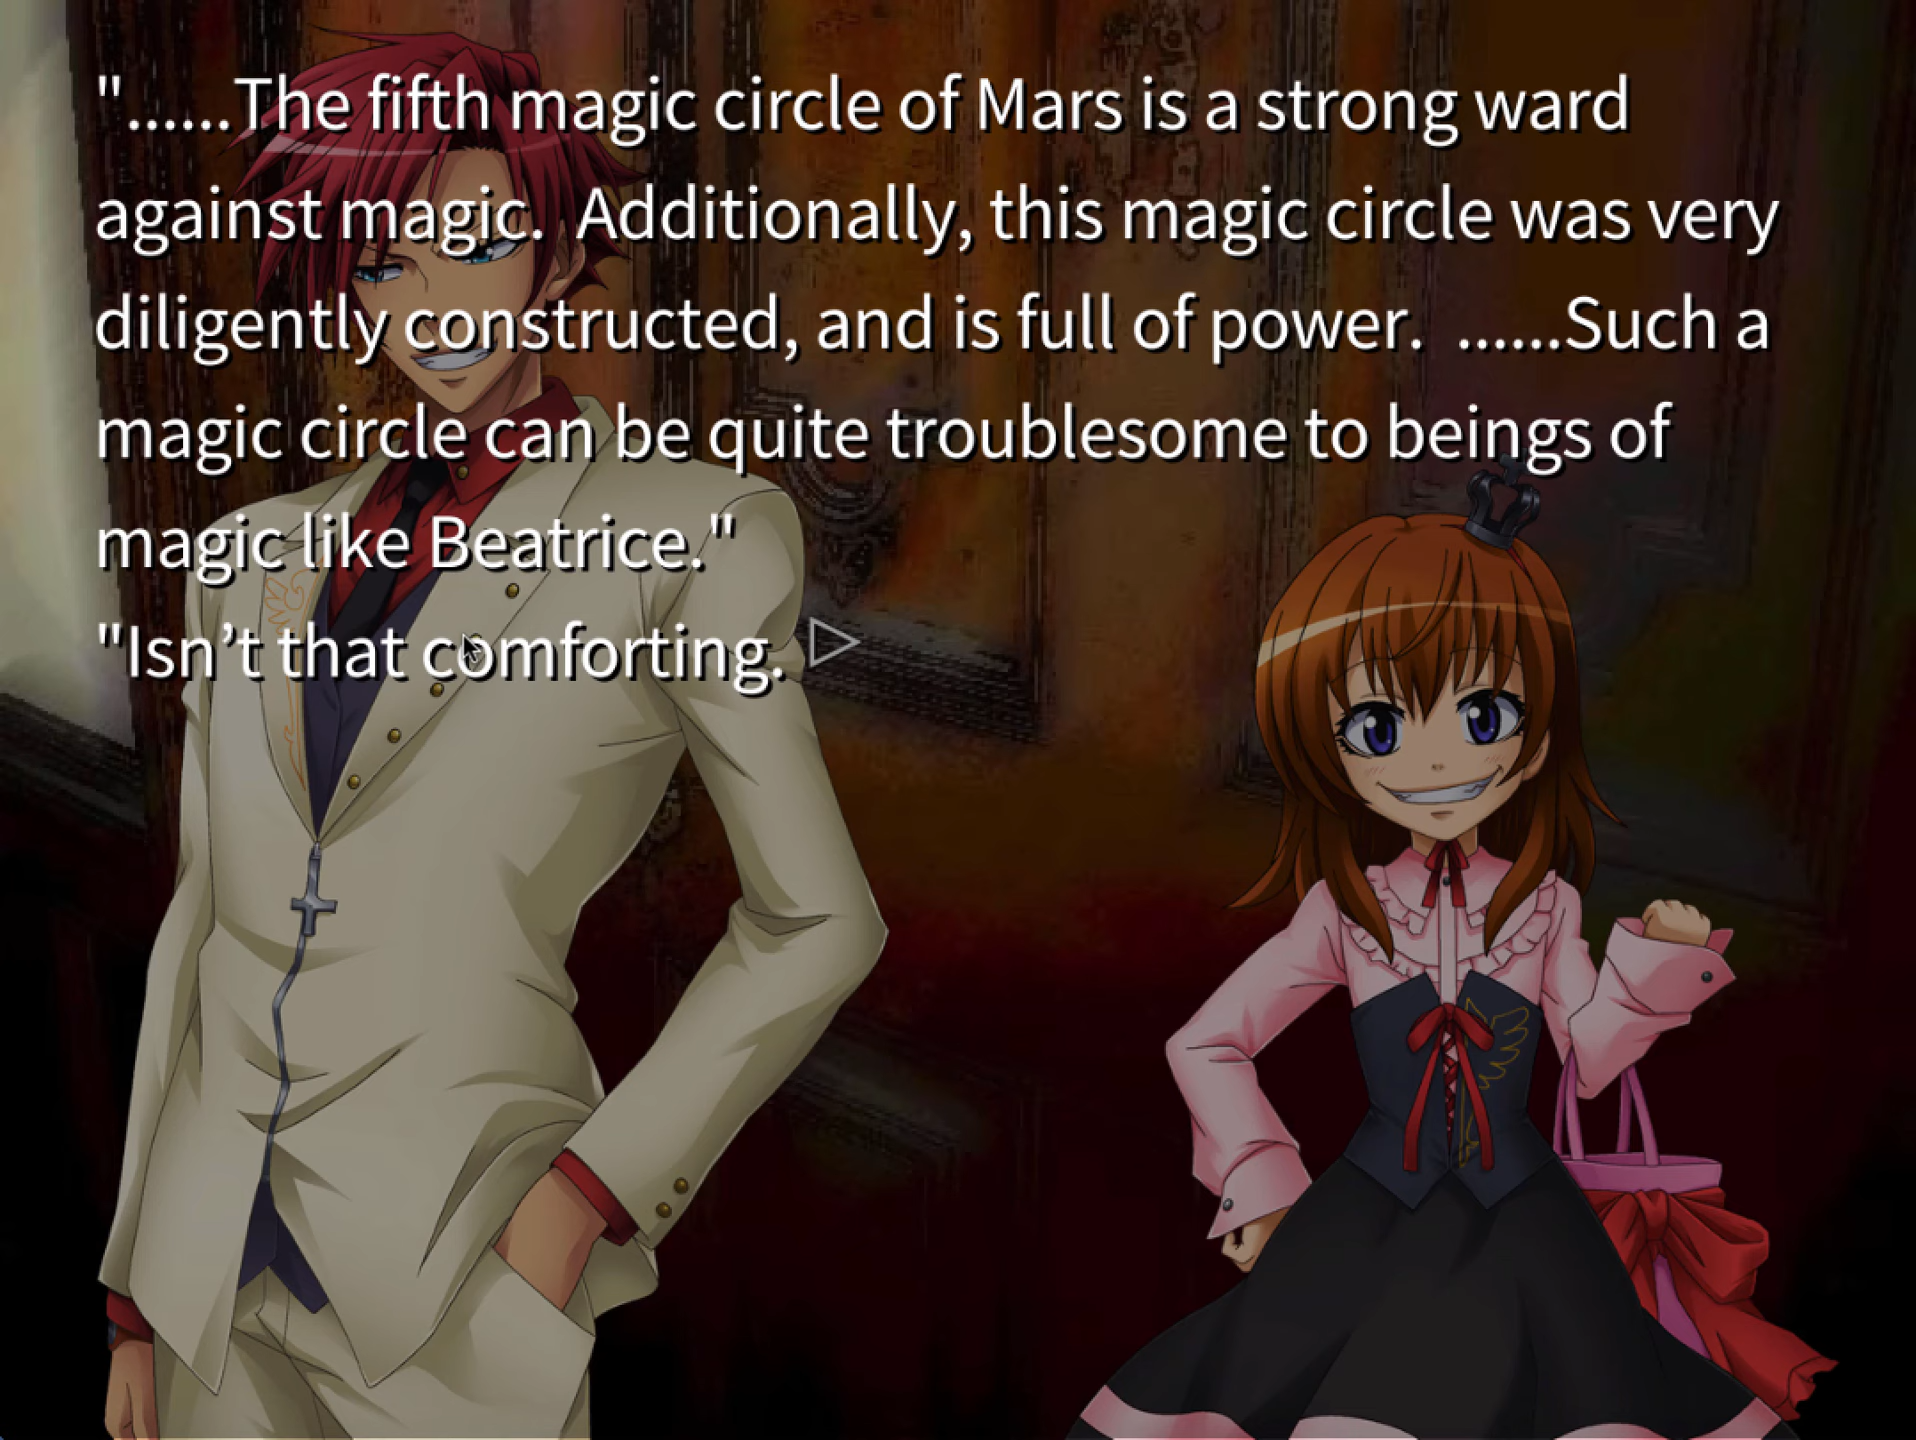 "......The fifth magic circle of Mars is a strong ward
against magic.  Additionally, this magic circle was very
diligently constructed, and is full of power.  ......Such a
magic circle can be quite troublesome to beings of
magic like Beatrice."
"Isn’t that comforting.